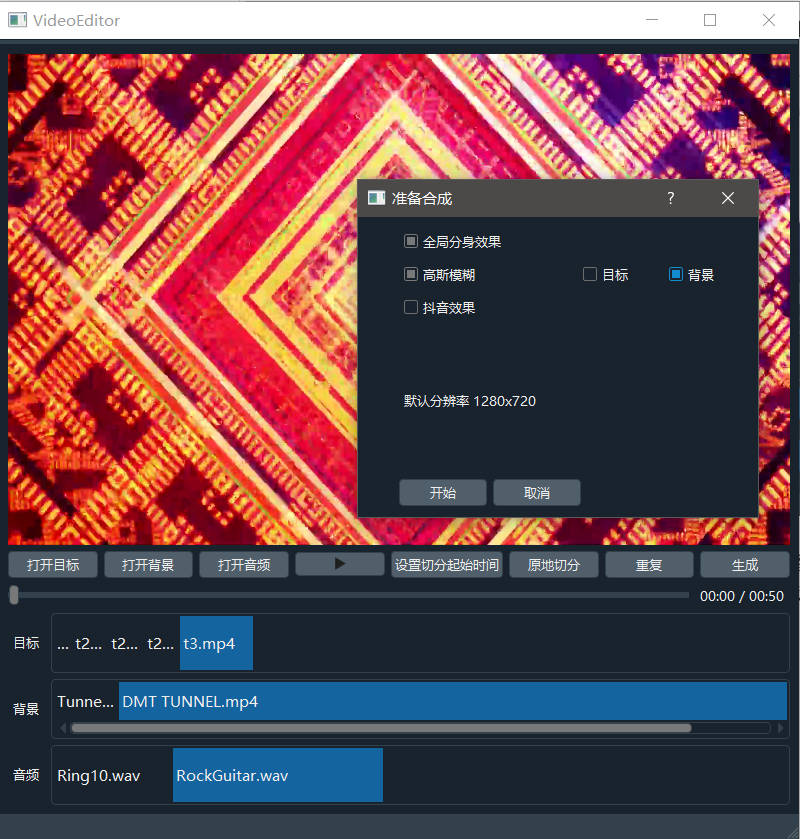 VideoEditor
准备合成
?
全局分身效果
高斯模糊 目标 背景
抖音效果
默认分辨率 1280x720
开始 取消
打开目标 打开背景 打开音频 设置切分起始时间 原地切分 重复 生成
00:00 / 00:50
目标 ... t2... t2... t2... t3.mp4
背景 Tunne... DMT TUNNEL.mp4
音频 Ring10.wav RockGuitar.wav